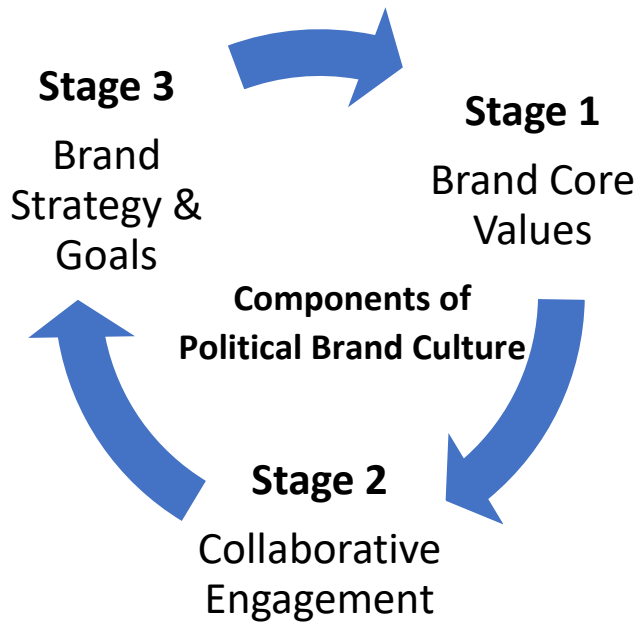 Stage 3
Brand
Strategy &
Goals
Stage 1
Brand Core
Values
Components of
Political Brand Culture
Stage 2
Collaborative
Engagement